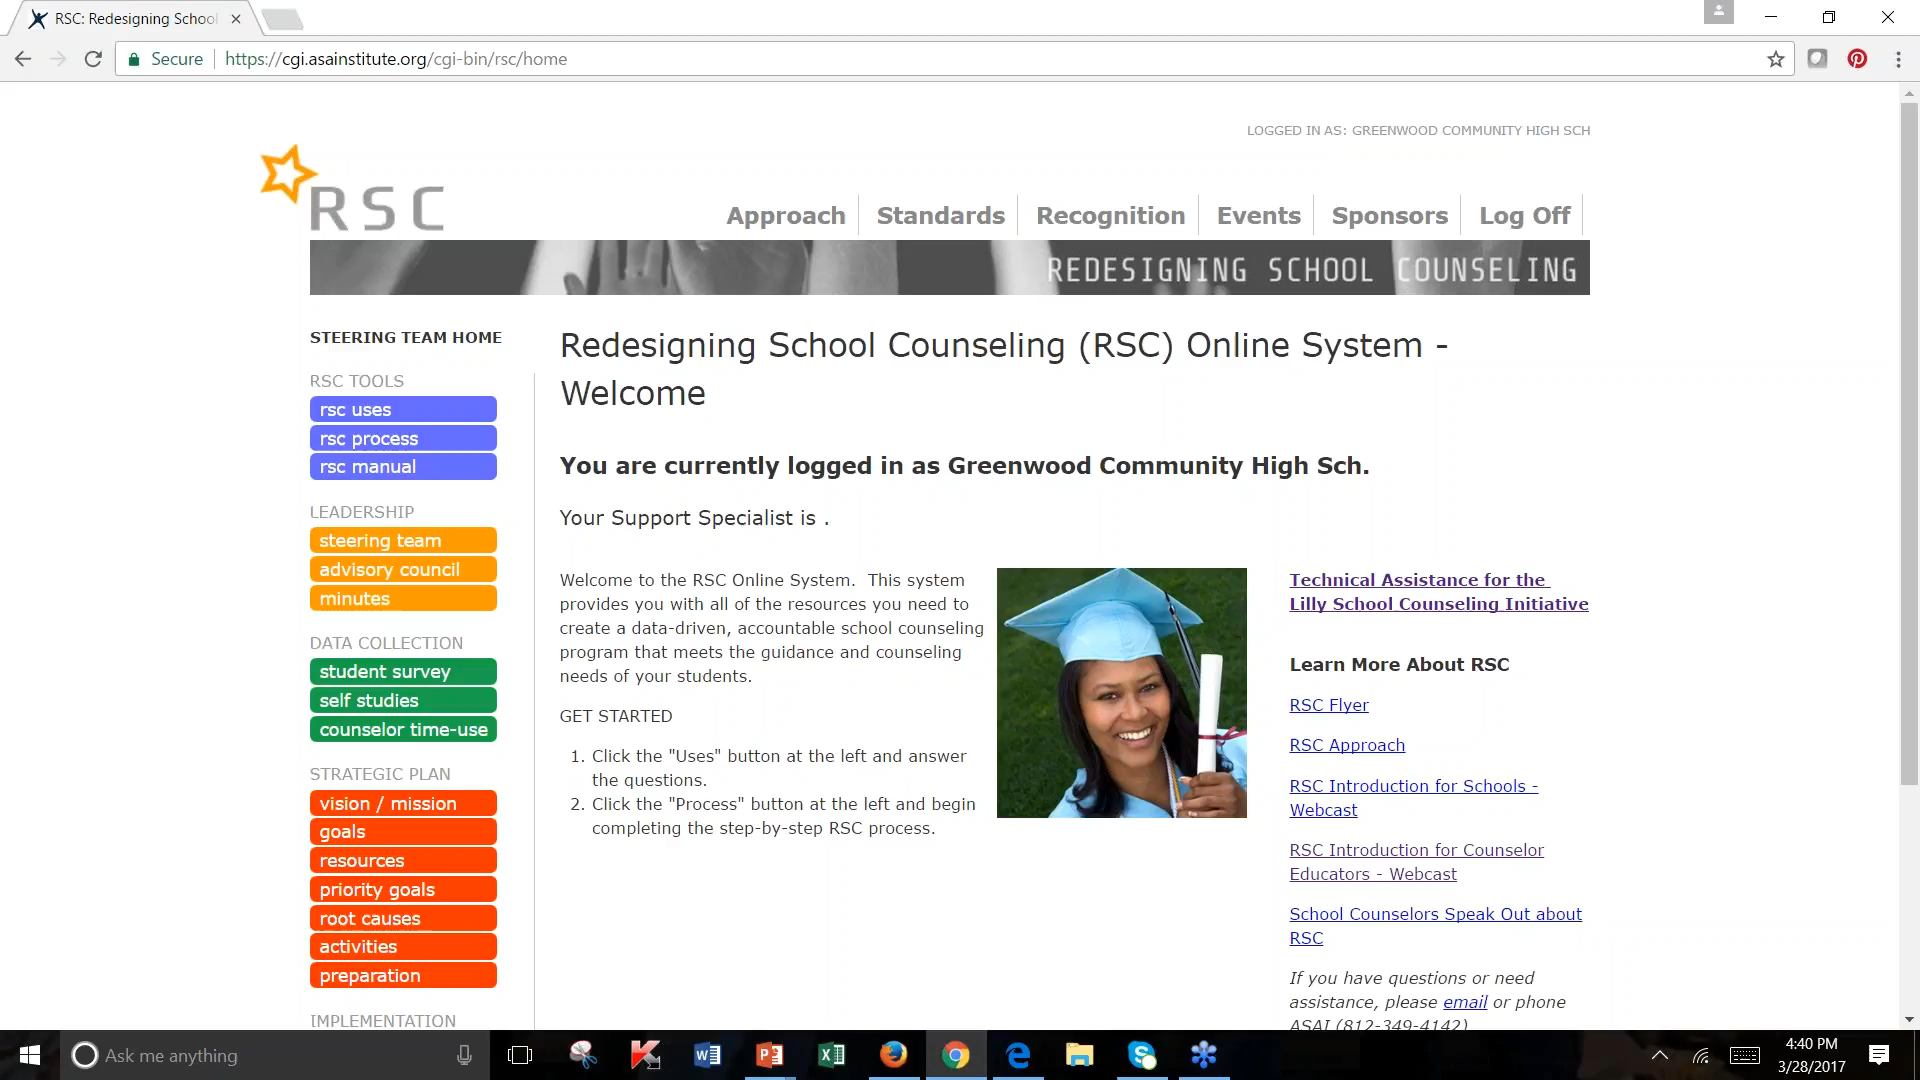 RSC: Redesigning School
Secure
https://cgi.asainstitute.org/cgi-bin/rsc/home
LOGGED IN AS: GREENWOOD COMMUNITY HIGH SCH
RSC
Approach
Standards
Recognition
Events
Sponsors
Log Off
REDESIGNING SCHOOL COUNSELING
STEERING TEAM HOME
RSC TOOLS
rsc uses
rsc process
rsc manual
LEADERSHIP
steering team
advisory council
minutes
DATA COLLECTION
student survey
self studies
counselor time-use
STRATEGIC PLAN
vision / mission
goals
resources
priority goals
root causes
activities
preparation
IMPLEMENTATION
Redesigning School Counseling (RSC) Online System -
Welcome
You are currently logged in as Greenwood Community High Sch.
Your Support Specialist is .
Welcome to the RSC Online System. This system
provides you with all of the resources you need to
create a data-driven, accountable school counseling
program that meets the guidance and counseling
needs of your students.
GET STARTED
1. Click the "Uses" button at the left and answer
the questions.
2. Click the "Process" button at the left and begin
completing the step-by-step RSC process.
Technical Assistance for the
Lilly School Counseling Initiative
Learn More About RSC
RSC Flyer
RSC Approach
RSC Introduction for Schools -
Webcast
RSC Introduction for Counselor
Educators - Webcast
School Counselors Speak Out about
RSC
If you have questions or need
assistance, please email or phone
ASAI (812-349-4142)
Ask me anything
4:40 PM
3/28/2017